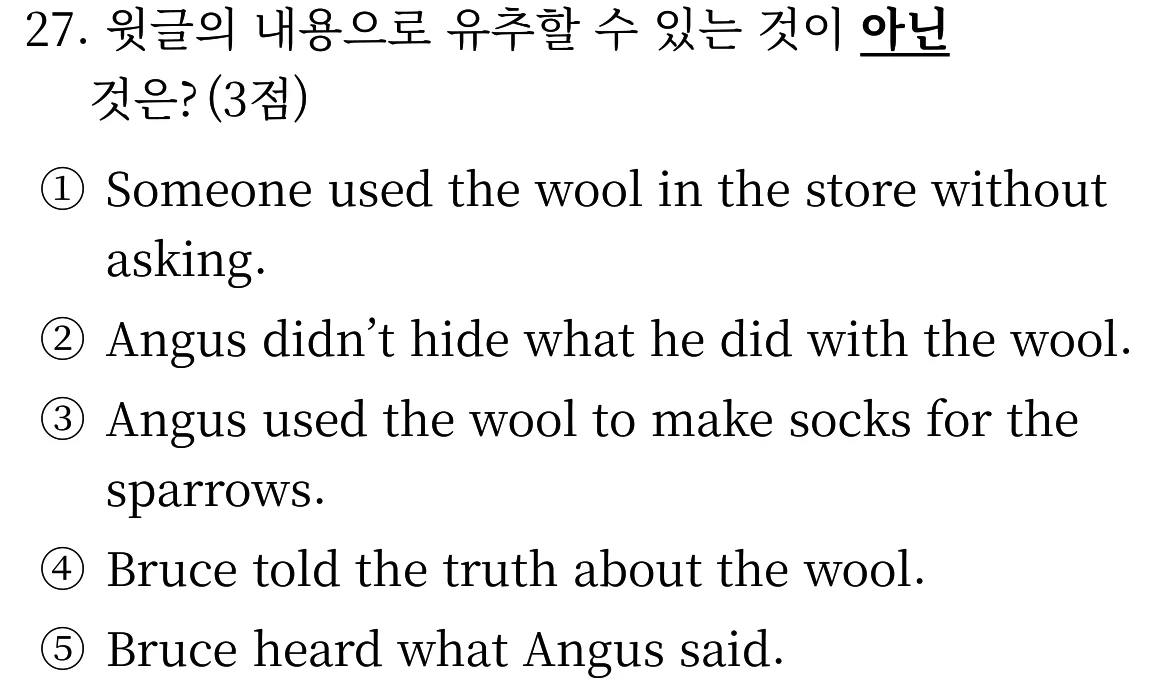 27. 윗글의 내용으로 유추할 수 있는 것이 아닌
것은? (3점)
① Someone used the wool in the store without
asking.
② Angus didn’t hide what he did with the wool.
③ Angus used the wool to make socks for the
sparrows.
④ Bruce told the truth about the wool.
⑤ Bruce heard what Angus said.